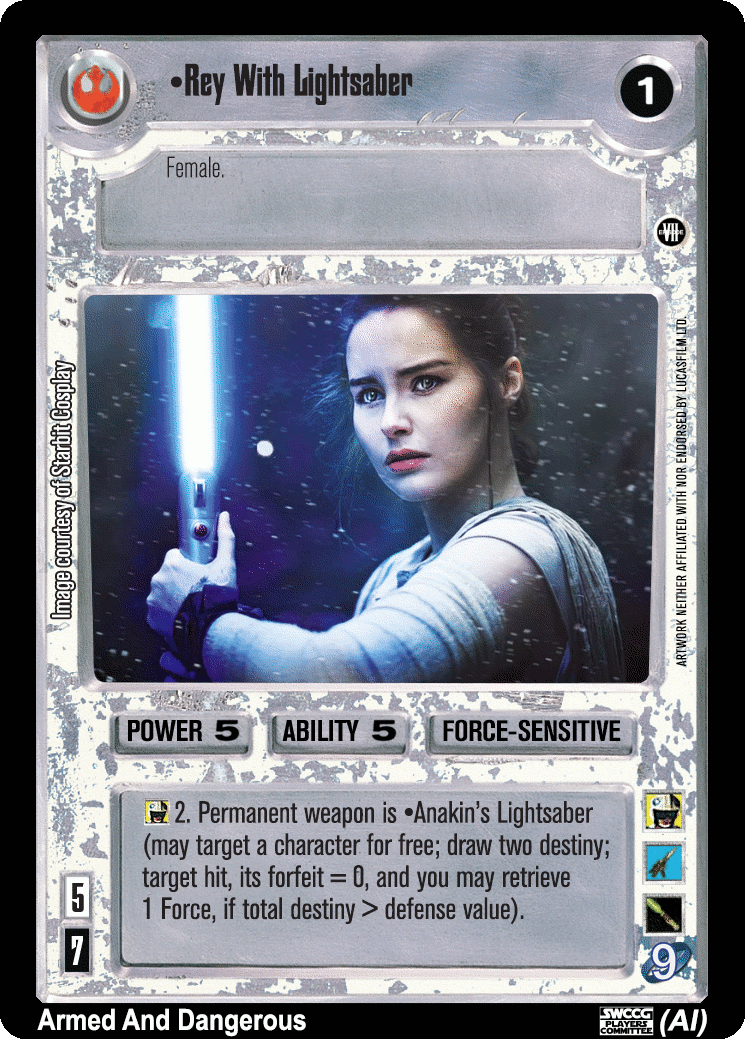 •Rey With Lightsaber
1
Female.
EPISODE
VII
Image courtesy of Starbit Cosplay
ARTWORK NEITHER AFFILIATED WITH NOR ENDORSED BY LUCASFILM LTD.
POWER 5
ABILITY 5
FORCE-SENSITIVE
2. Permanent weapon is •Anakin's Lightsaber
(may target a character for free; draw two destiny;
target hit, its forfeit = 0, and you may retrieve
1 Force, if total destiny > defense value).
5
7
9
Armed And Dangerous
SWCCG
PLAYERS
COMMITTEE
(AI)